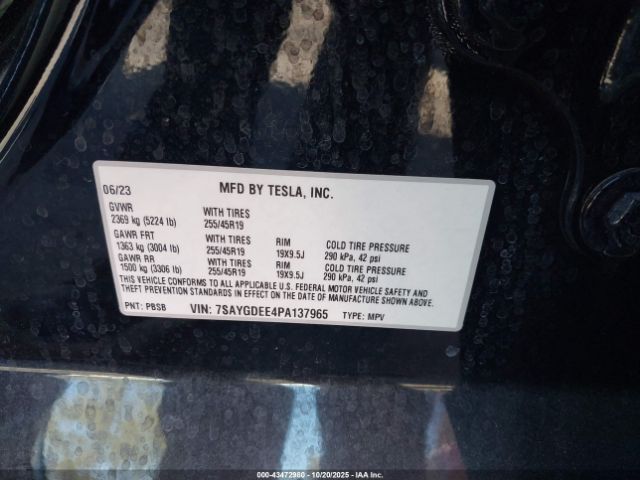 06/23 MFD BY TESLA, INC.
GVWR WITH TIRES
2369 kg (5224 lb) 255/45R19
GAWR FRT WITH TIRES RIM COLD TIRE PRESSURE
1363 kg (3004 lb) 255/45R19 19X9.5J 290 kPa, 42 psi
GAWR RR WITH TIRES RIM COLD TIRE PRESSURE
1500 kg (3306 lb) 255/45R19 19X9.5J 290 kPa, 42 psi
THIS VEHICLE CONFORMS TO ALL APPLICABLE U.S. FEDERAL MOTOR VEHICLE SAFETY AND
THEFT PREVENTION STANDARDS IN EFFECT ON THE DATE OF MANUFACTURE SHOWN ABOVE.
PNT: PBSB VIN: 7SAYGDEE4PA137965 TYPE: MPV
000-43472980 - 10/20/2025 - IAA Inc.